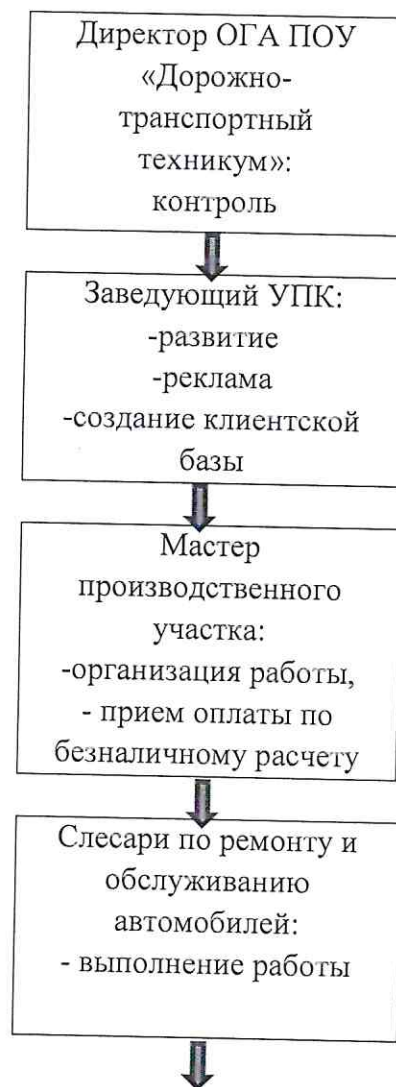 Директор ОГА ПОУ
«Дорожно-
транспортный
техникум»:
контроль
Заведующий УПК:
-развитие
-реклама
-создание клиентской
базы
Мастер
производственного
участка:
-организация работы,
- прием оплаты по
безналичному расчету
Слесари по ремонту и
обслуживанию
автомобилей:
- выполнение работы